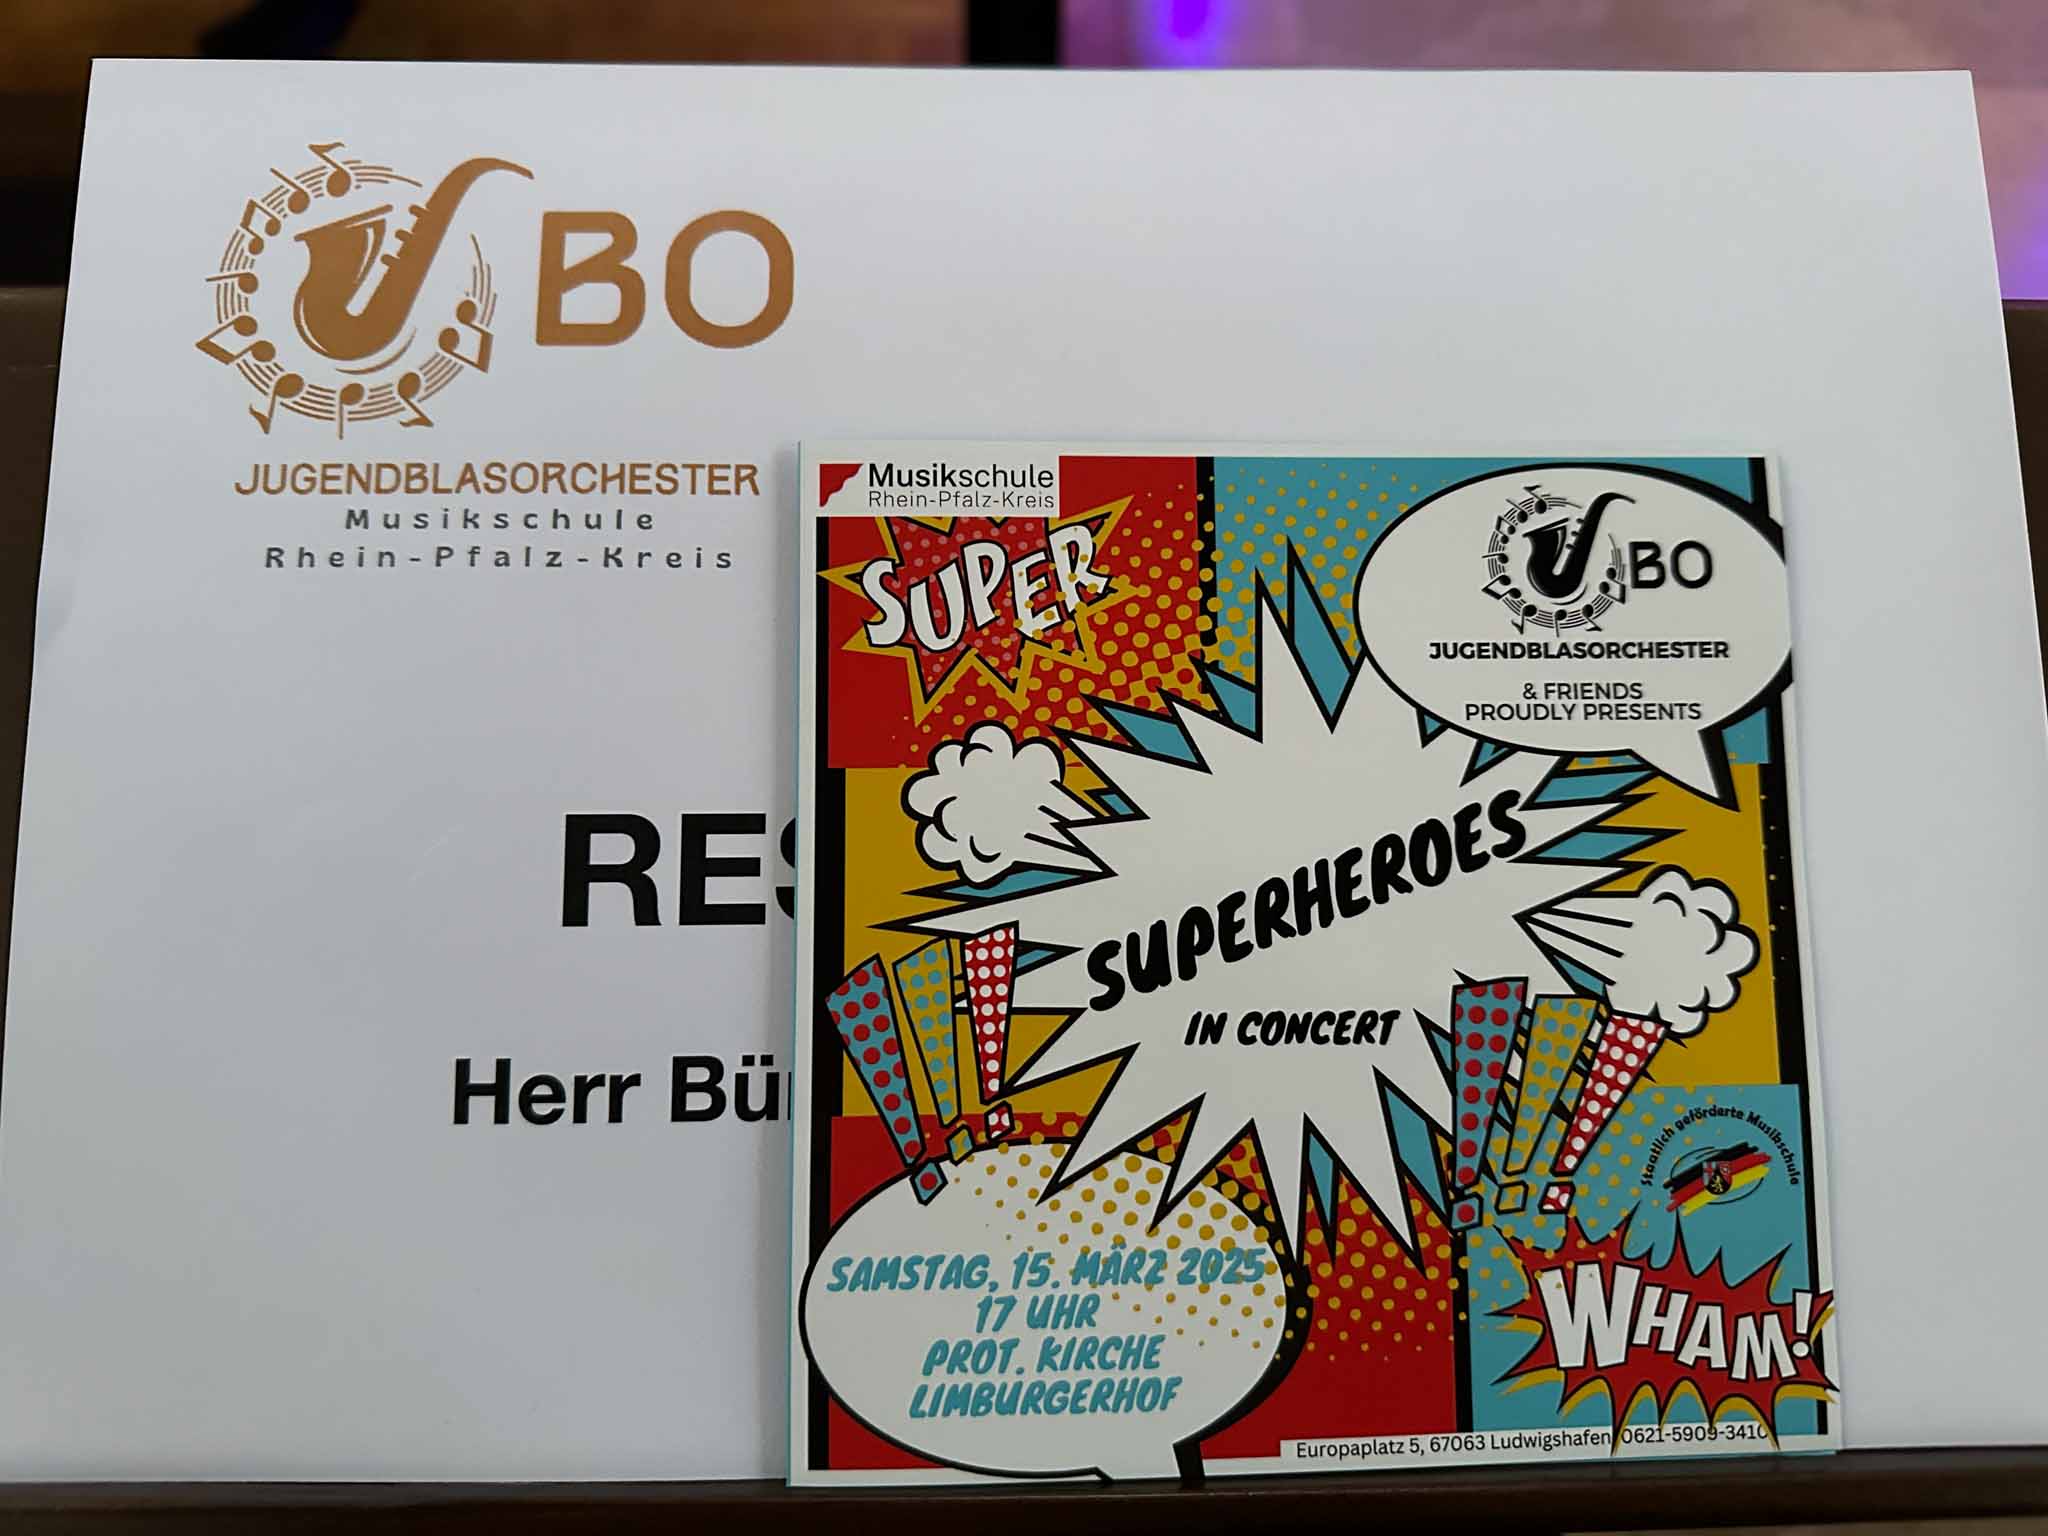 BO
JUGENDBLASORCHESTER
Musikschule
Rhein-Pfalz-Kreis
Herr
Musikschule
Rhein-Pfalz-Kreis
SUPER
BO
JUGENDBLASORCHESTER
& FRIENDS
PROUDLY PRESENTS
SUPERHEROES
IN CONCERT
Staatlich geförderte Musikschule
SAMSTAG, 15. MÄRZ 2025
17 UHR
PROT. KIRCHE
LIMBURGERHOF
WHAM!
Europaplatz 5, 67063 Ludwigshafen, 0621-5909-3410